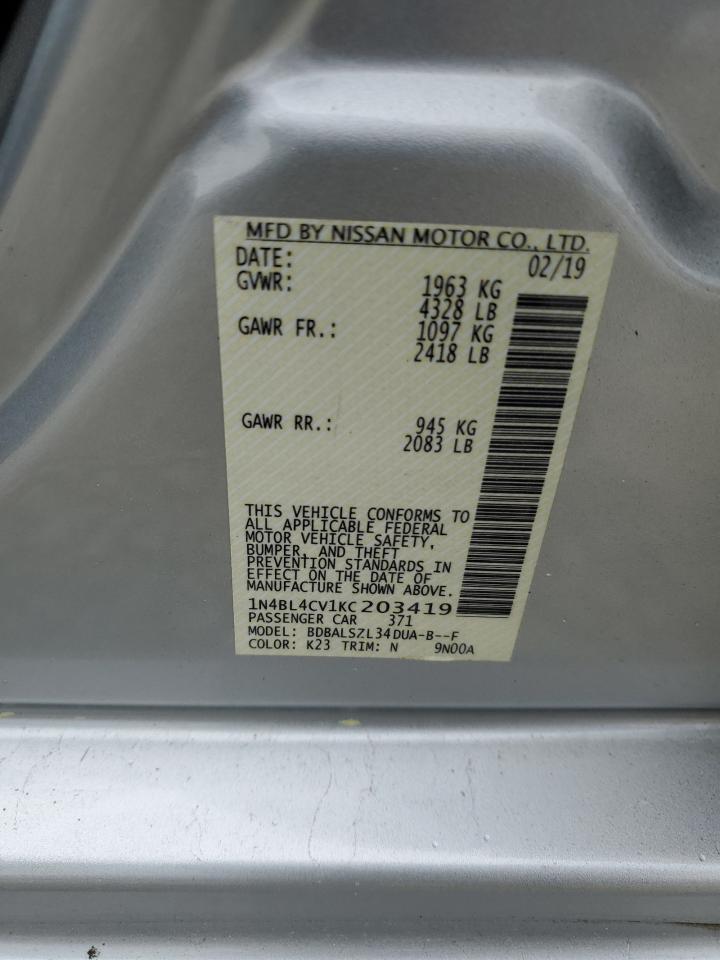 MFD BY NISSAN MOTOR CO., LTD.
DATE: 02/19
GVWR: 1963 KG
4328 LB
GAWR FR.: 1097 KG
2418 LB
GAWR RR.: 945 KG
2083 LB
THIS VEHICLE CONFORMS TO
ALL APPLICABLE FEDERAL
MOTOR VEHICLE SAFETY,
BUMPER, AND THEFT
PREVENTION STANDARDS IN
EFFECT ON THE DATE OF
MANUFACTURE SHOWN ABOVE.
1N4BL4CV1KC203419
PASSENGER CAR 371
MODEL: BDBALSZL34DUA-B--F
COLOR: K23 TRIM: N 9N00A